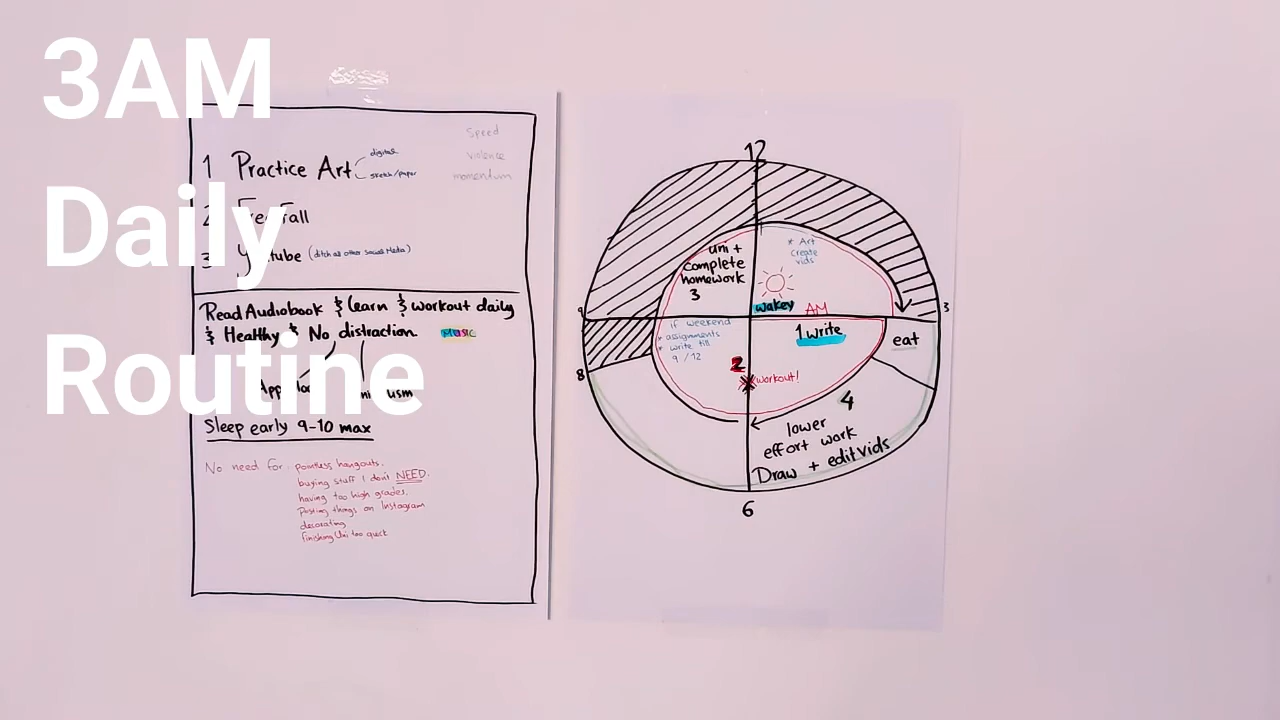 3AM
Daily
Routine
Speed
violence
momentum
1 Practice Art
digital
sketch/paper
2 Freefall
3 Youtube (ditch all other Social Media)
Read Audiobook & learn & workout daily
& Healthy & No distraction
MUSIC
Sleep early 9-10 max
No need for
pointless hangouts,
buying stuff I don't NEED.
having too high grades,
Posting things on Instagram
decorating
Finishing Uni too quick
12
3
6
8
9
uni +
complete
homework
3
* Art
create
vids
wakey AM
if weekend
* assignments
* write till
9 / 12
1 write
eat
2
workout!
4
lower
effort work
Draw + edit vids